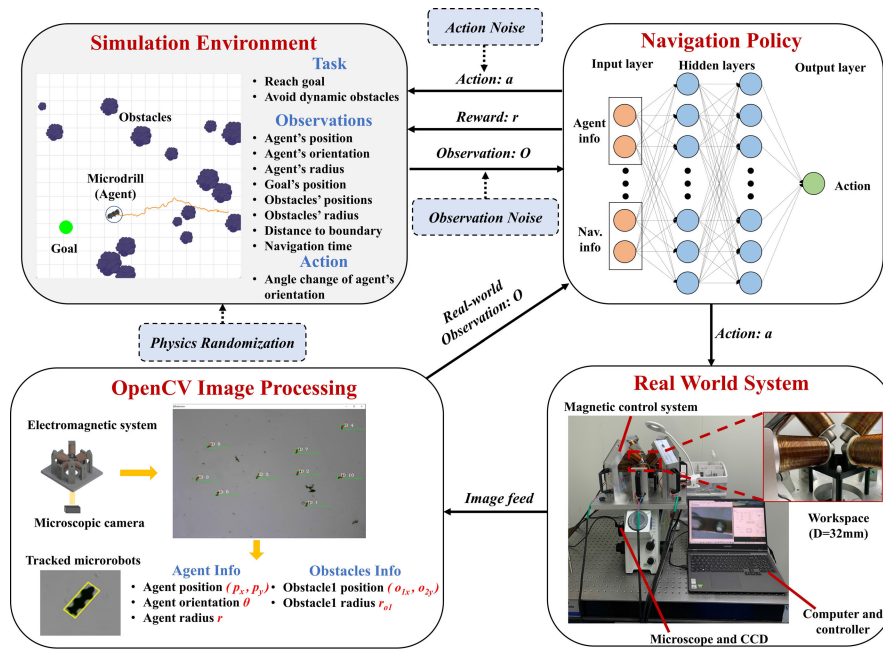 Simulation Environment
Task
• Reach goal
• Avoid dynamic obstacles
Observations
• Agent's position
• Agent's orientation
• Agent's radius
• Goal's position
• Obstacles' positions
• Obstacles' radius
• Distance to boundary
• Navigation time
Action
• Angle change of agent's
orientation
Obstacles
Microdrill
(Agent)
Goal
Action Noise
Action: a
Reward: r
Observation: O
Observation Noise
Navigation Policy
Input layer
Hidden layers
Output layer
Agent
info
Nav.
info
Action
Physics Randomization
Real-world
Observation: O
Action: a
OpenCV Image Processing
Electromagnetic system
Microscopic camera
Tracked microrobots
Agent Info
• Agent position (px, py)
• Agent orientation θ
• Agent radius r
Obstacles Info
• Obstacle1 position (o1x, o2y)
• Obstacle1 radius ro1
Image feed
Real World System
Magnetic control system
Workspace
(D=32mm)
Computer and
controller
Microscope and CCD